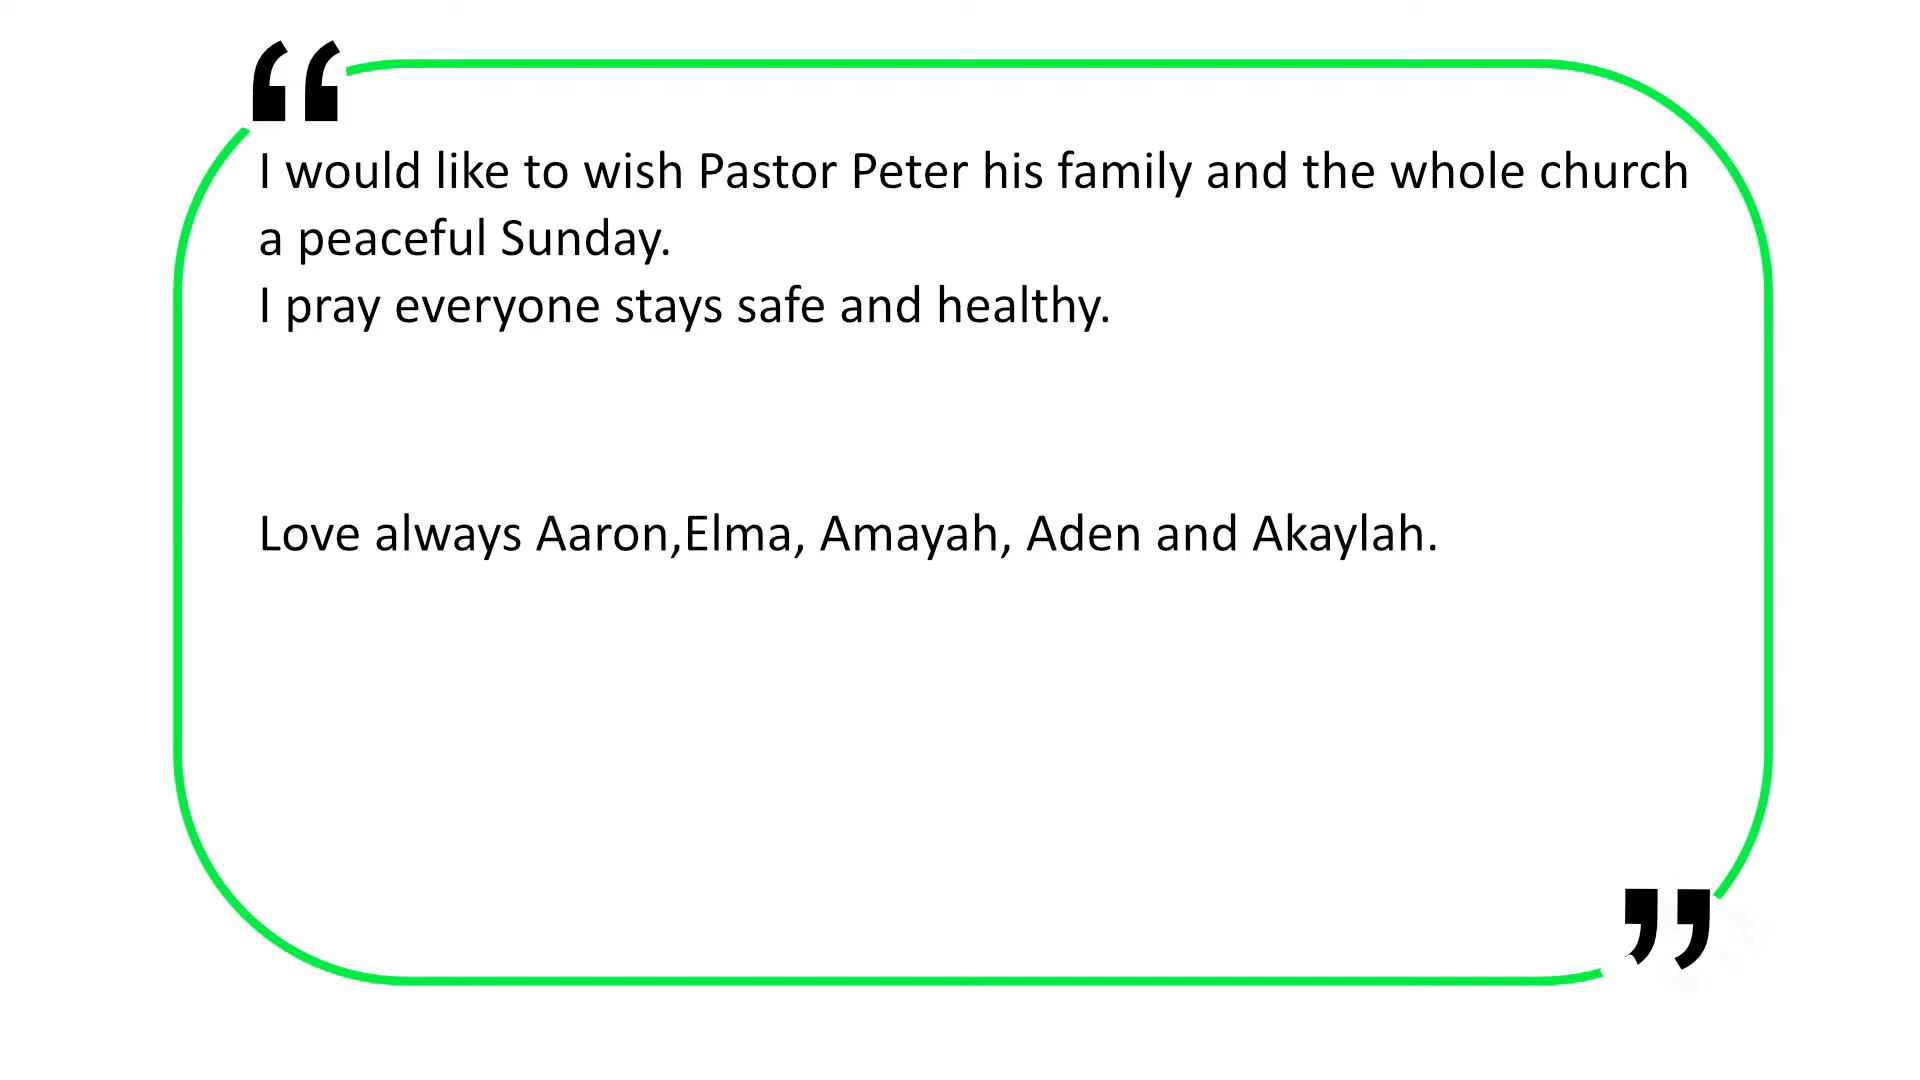 I would like to wish Pastor Peter his family and the whole church
a peaceful Sunday.
I pray everyone stays safe and healthy.
Love always Aaron,Elma, Amayah, Aden and Akaylah.